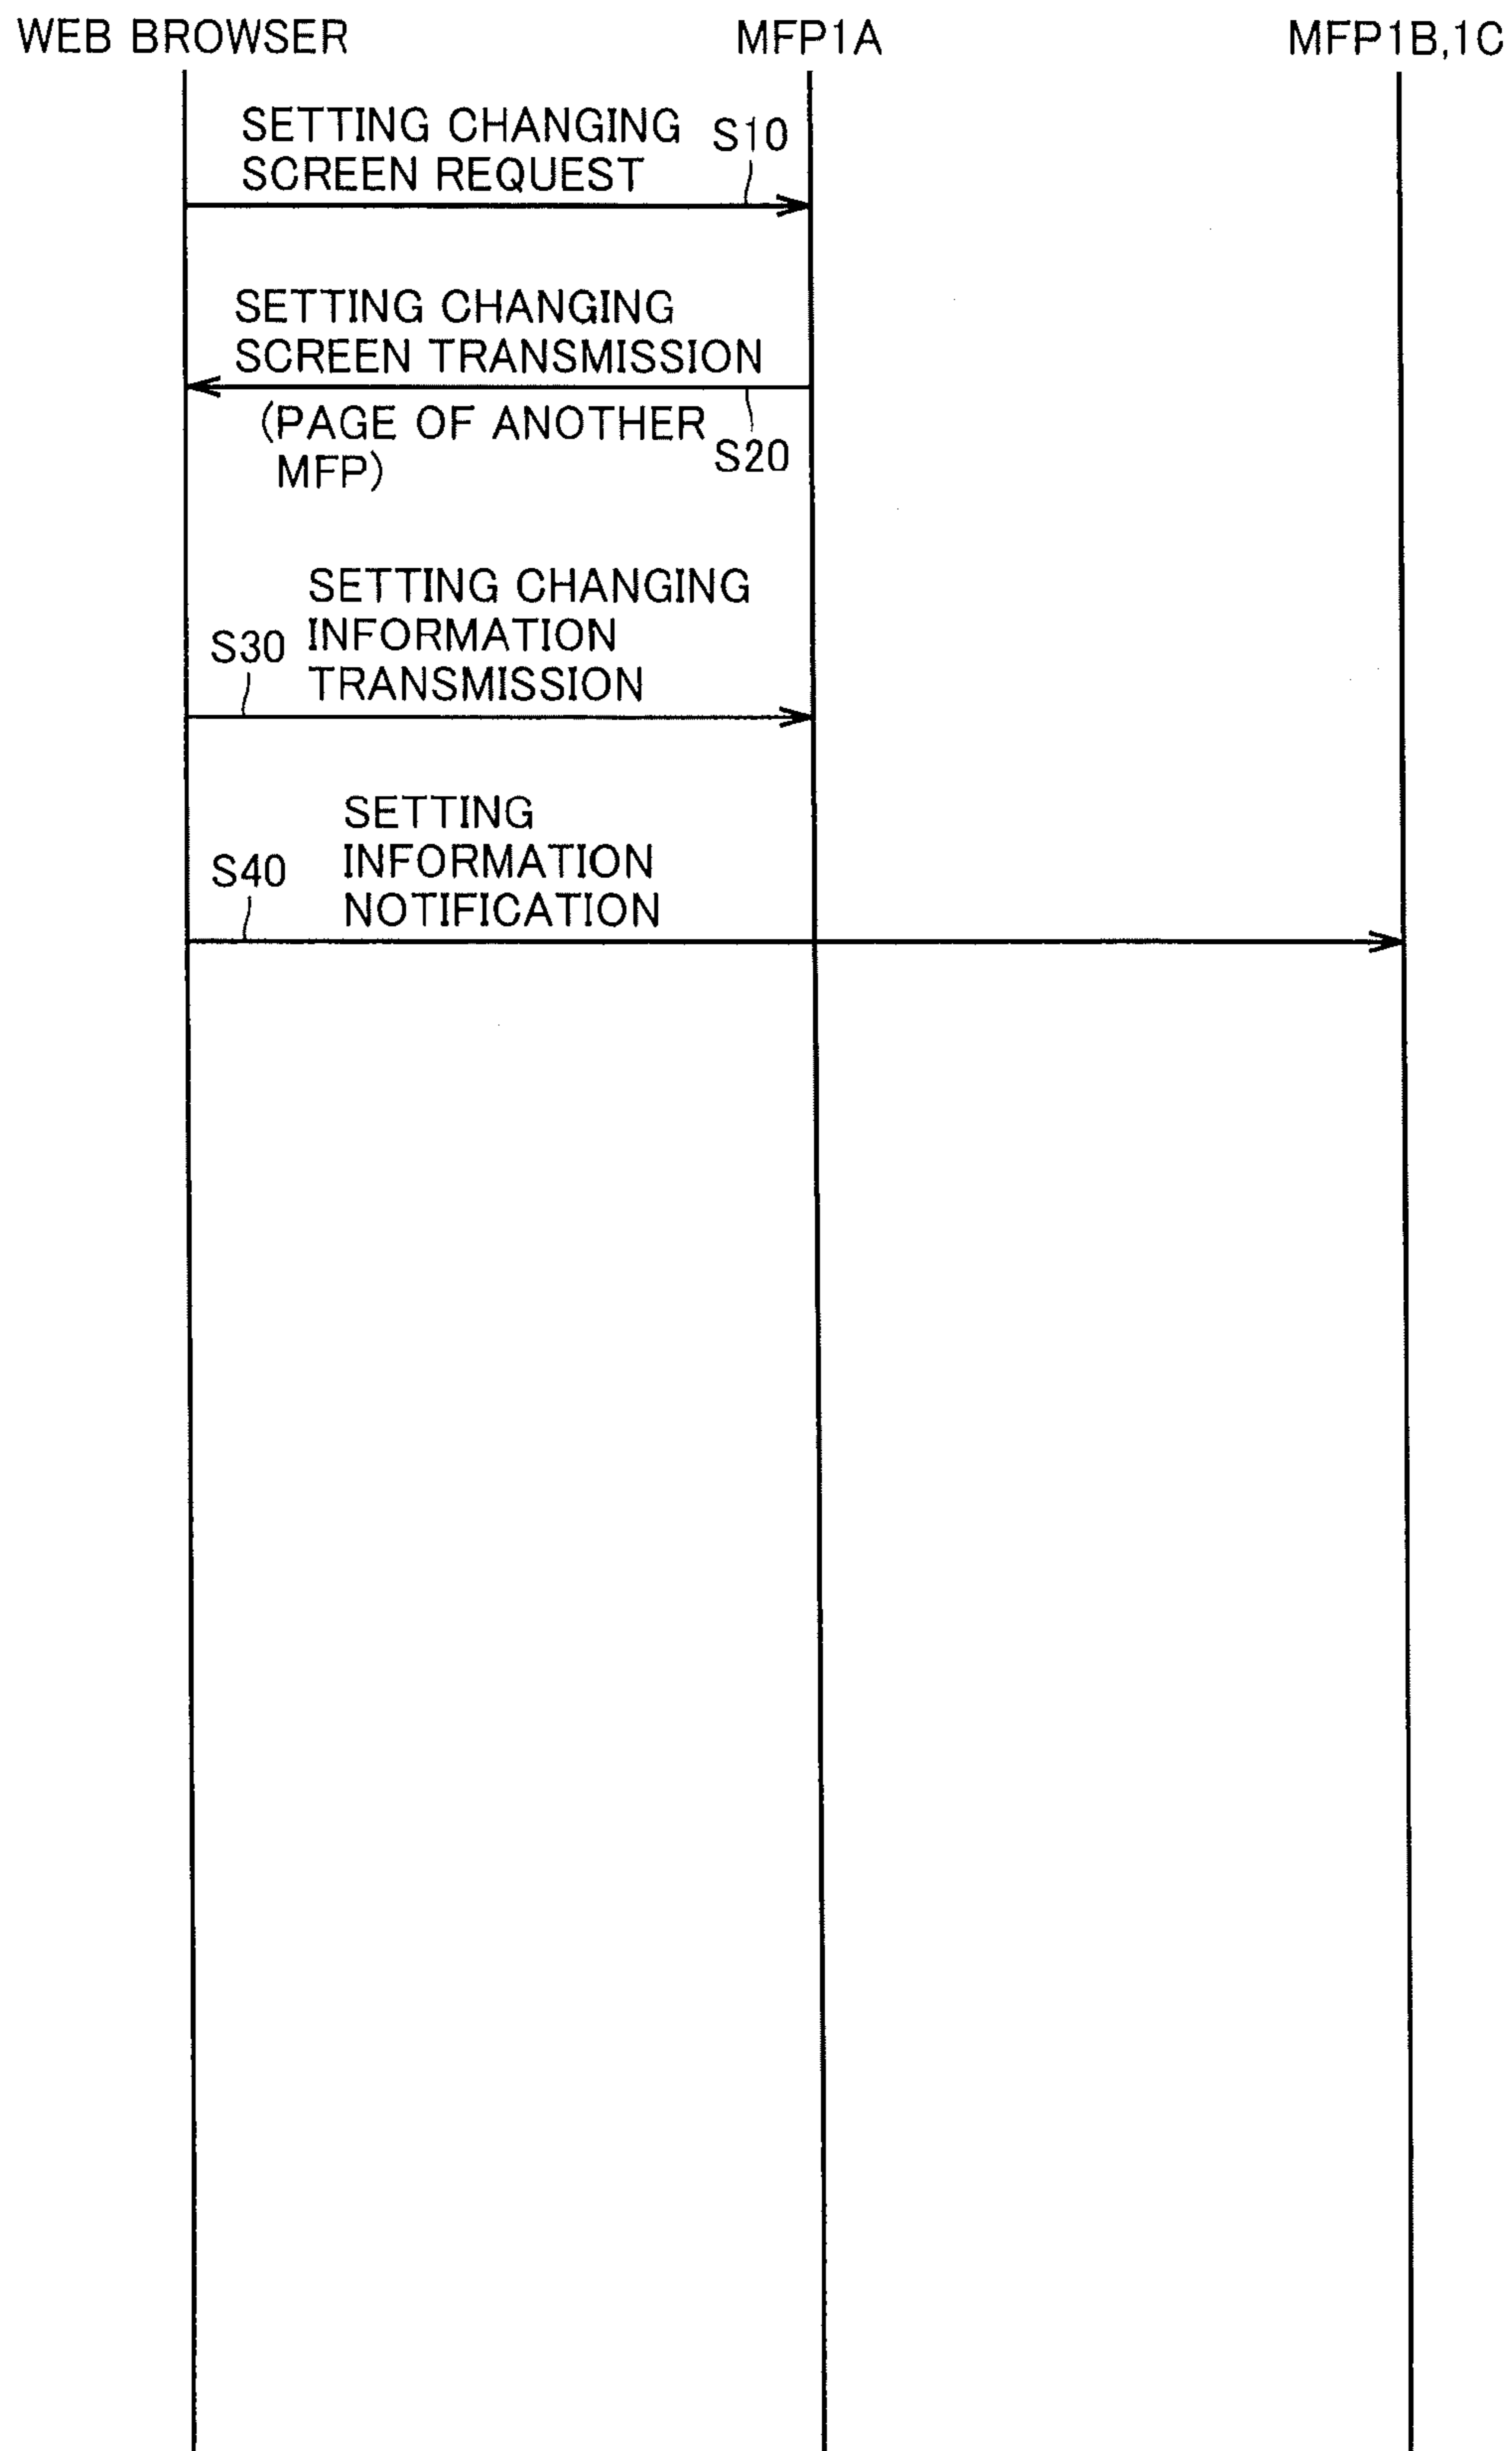 WEB BROWSER
MFP1A
MFP1B,1C
SETTING CHANGING
SCREEN REQUEST
S10
SETTING CHANGING
SCREEN TRANSMISSION
(PAGE OF ANOTHER
MFP)
S20
SETTING CHANGING
INFORMATION
TRANSMISSION
S30
SETTING
INFORMATION
NOTIFICATION
S40